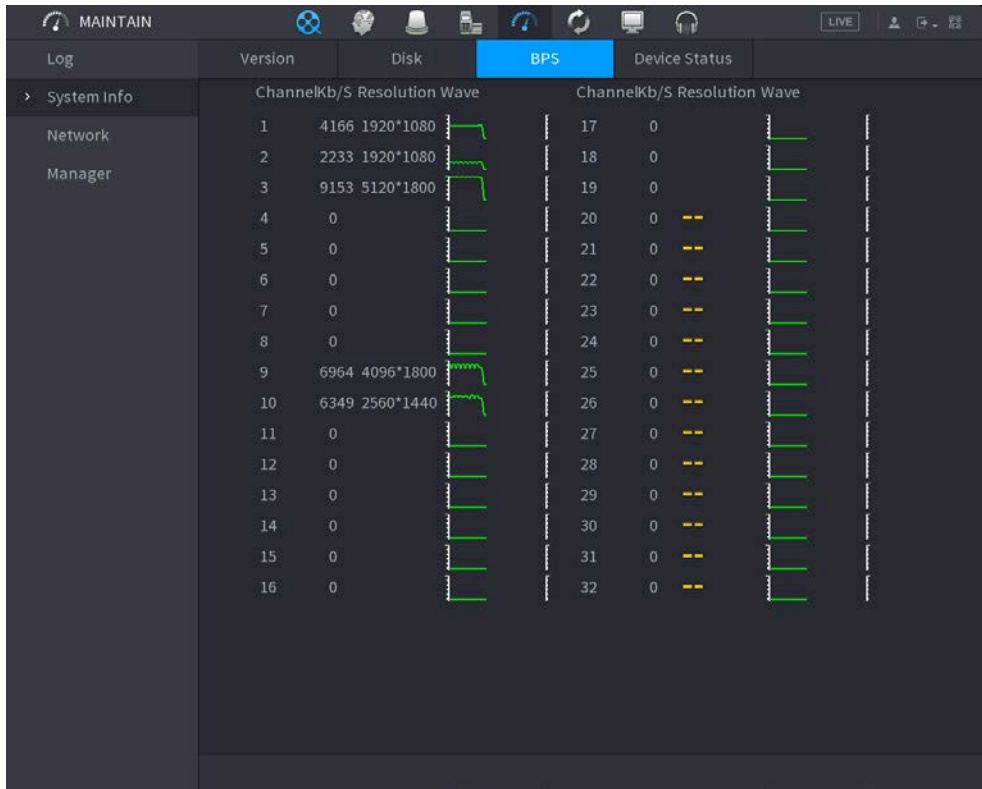 MAINTAIN LIVE
Log Version Disk BPS Device Status
> System Info ChannelKb/S Resolution Wave ChannelKb/S Resolution Wave
1 4166 1920*1080 17 0
Network
2 2233 1920*1080 18 0
Manager
3 9153 5120*1800 19 0
4 0 20 0 --
5 0 21 0 --
6 0 22 0 --
7 0 23 0 --
8 0 24 0 --
9 6964 4096*1800 25 0 --
10 6349 2560*1440 26 0 --
11 0 27 0 --
12 0 28 0 --
13 0 29 0 --
14 0 30 0 --
15 0 31 0 --
16 0 32 0 --